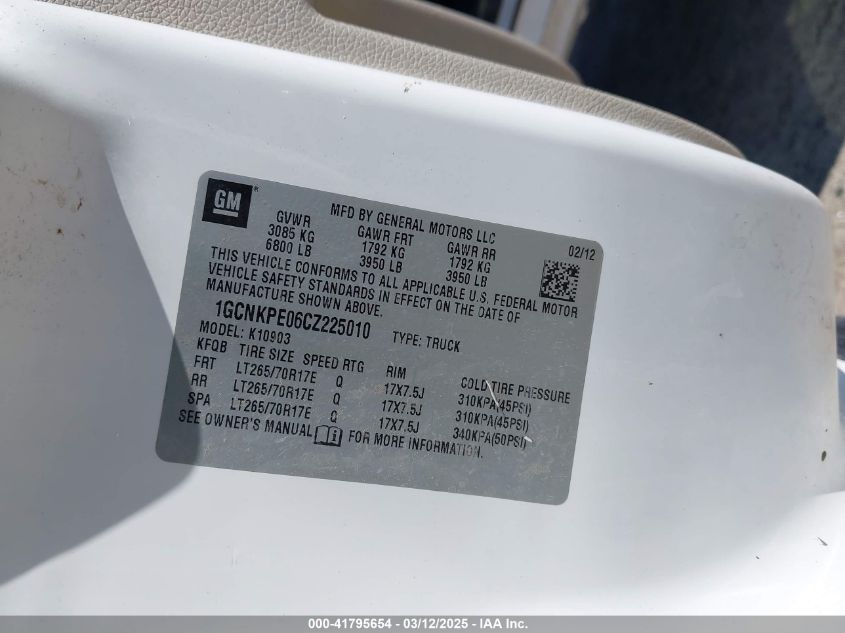 GM
MFD BY GENERAL MOTORS LLC 02/12
GVWR GAWR FRT GAWR RR
3085 KG 1792 KG 1792 KG
6800 LB 3950 LB 3950 LB
THIS VEHICLE CONFORMS TO ALL APPLICABLE U.S. FEDERAL MOTOR
VEHICLE SAFETY STANDARDS IN EFFECT ON THE DATE OF
MANUFACTURE SHOWN ABOVE.
1GCNKPE06CZ225010
MODEL: K10903 TYPE: TRUCK
KFQB TIRE SIZE SPEED RTG RIM COLD TIRE PRESSURE
FRT LT265/70R17E Q 17X7.5J 310KPA(45PSI)
RR LT265/70R17E Q 17X7.5J 310KPA(45PSI)
SPA LT265/70R17E Q 17X7.5J 340KPA(50PSI)
SEE OWNER'S MANUAL FOR MORE INFORMATION.
000-41795654 - 03/12/2025 - IAA Inc.